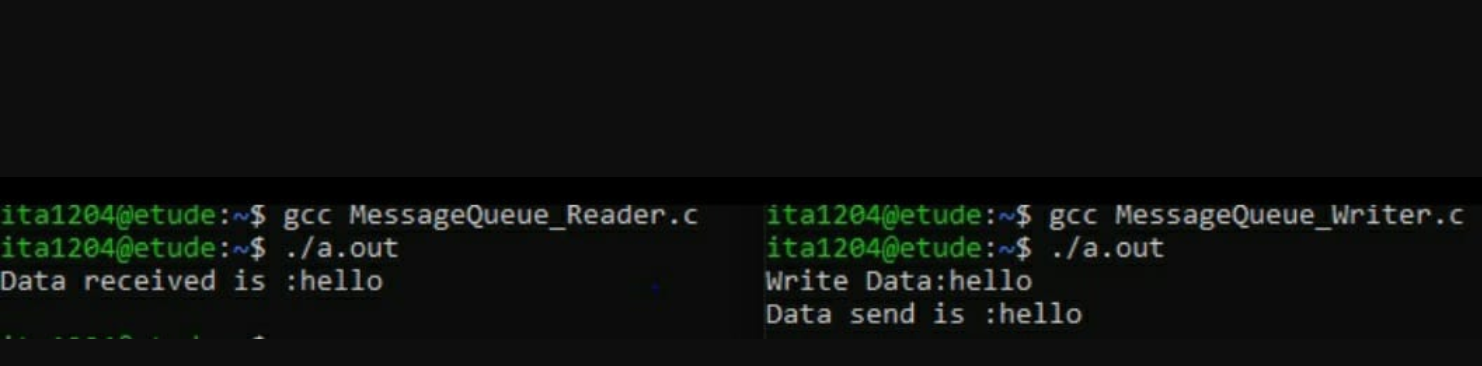 ita1204@etude:~$ gcc MessageQueue_Reader.c
ita1204@etude:~$ ./a.out
Data received is :hello
ita1204@etude:~$ gcc MessageQueue_Writer.c
ita1204@etude:~$ ./a.out
Write Data:hello
Data send is :hello